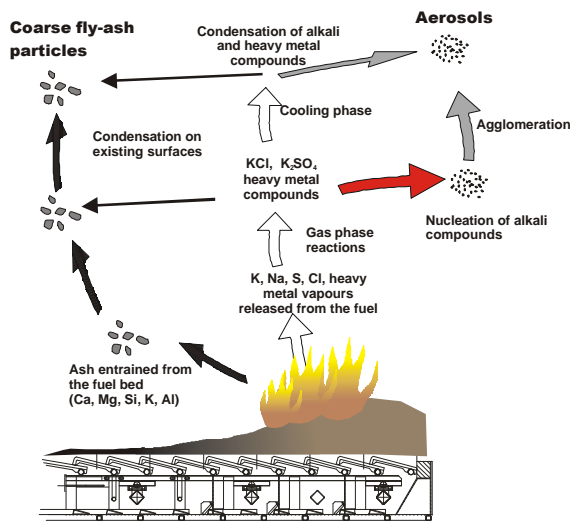 Coarse fly-ash
particles
Condensation of alkali
and heavy metal
compounds
Aerosols
Cooling phase
Agglomeration
Condensation on
existing surfaces
KCl, K₂SO₄
heavy metal
compounds
Nucleation of alkali
compounds
Gas phase
reactions
K, Na, S, Cl, heavy
metal vapours
released from the fuel
Ash entrained from
the fuel bed
(Ca, Mg, Si, K, Al)